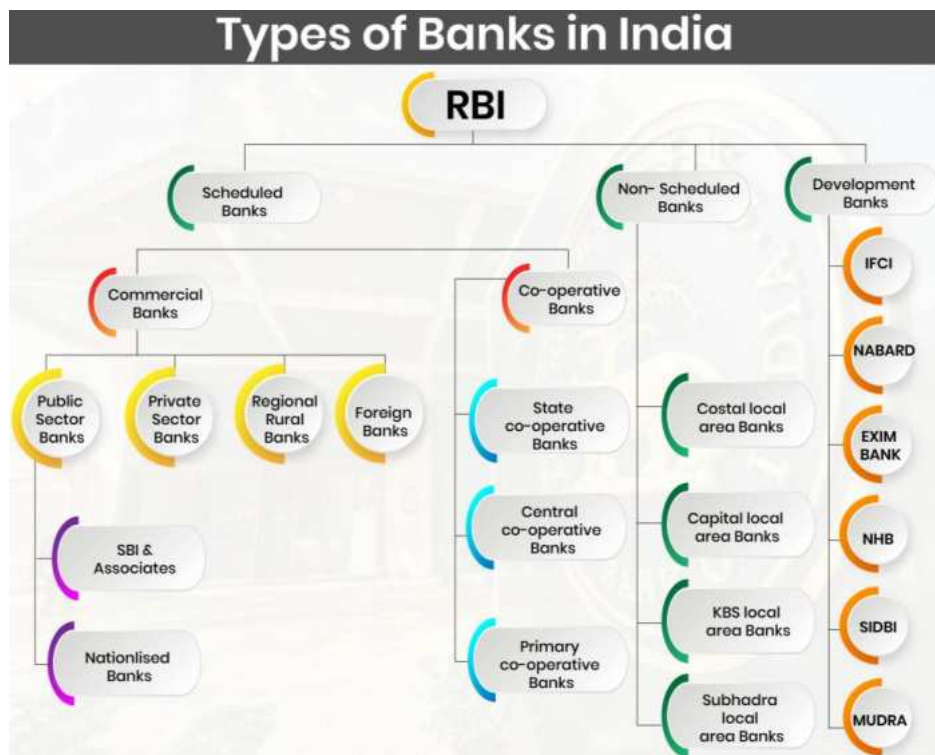 Types of Banks in India
RBI
Scheduled
Banks
Non- Scheduled
Banks
Development
Banks
Commercial
Banks
Co-operative
Banks
Public
Sector
Banks
Private
Sector
Banks
Regional
Rural
Banks
Foreign
Banks
SBI &
Associates
Nationlised
Banks
State
co-operative
Banks
Central
co-operative
Banks
Primary
co-operative
Banks
Costal local
area Banks
Capital local
area Banks
KBS local
area Banks
Subhadra
local
area Banks
IFCI
NABARD
EXIM
BANK
NHB
SIDBI
MUDRA